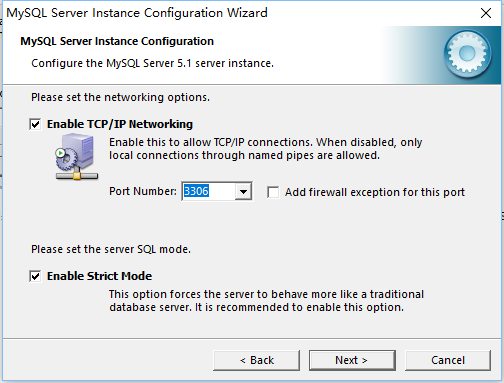 MySQL Server Instance Configuration Wizard
MySQL Server Instance Configuration
Configure the MySQL Server 5.1 server instance.
Please set the networking options.
Enable TCP/IP Networking
Enable this to allow TCP/IP connections. When disabled, only
local connections through named pipes are allowed.
Port Number: 3306 Add firewall exception for this port
Please set the server SQL mode.
Enable Strict Mode
This option forces the server to behave more like a traditional
database server. It is recommended to enable this option.
< Back Next > Cancel